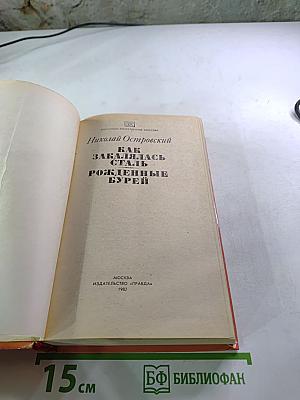 Николай Островский
КАК
ЗАКАЛЯЛАСЬ
СТАЛЬ
РОЖДЕННЫЕ
БУРЕЙ
МОСКВА
ИЗДАТЕЛЬСТВО «ПРАВДА»
15 см
БФ БИБЛИОФАН